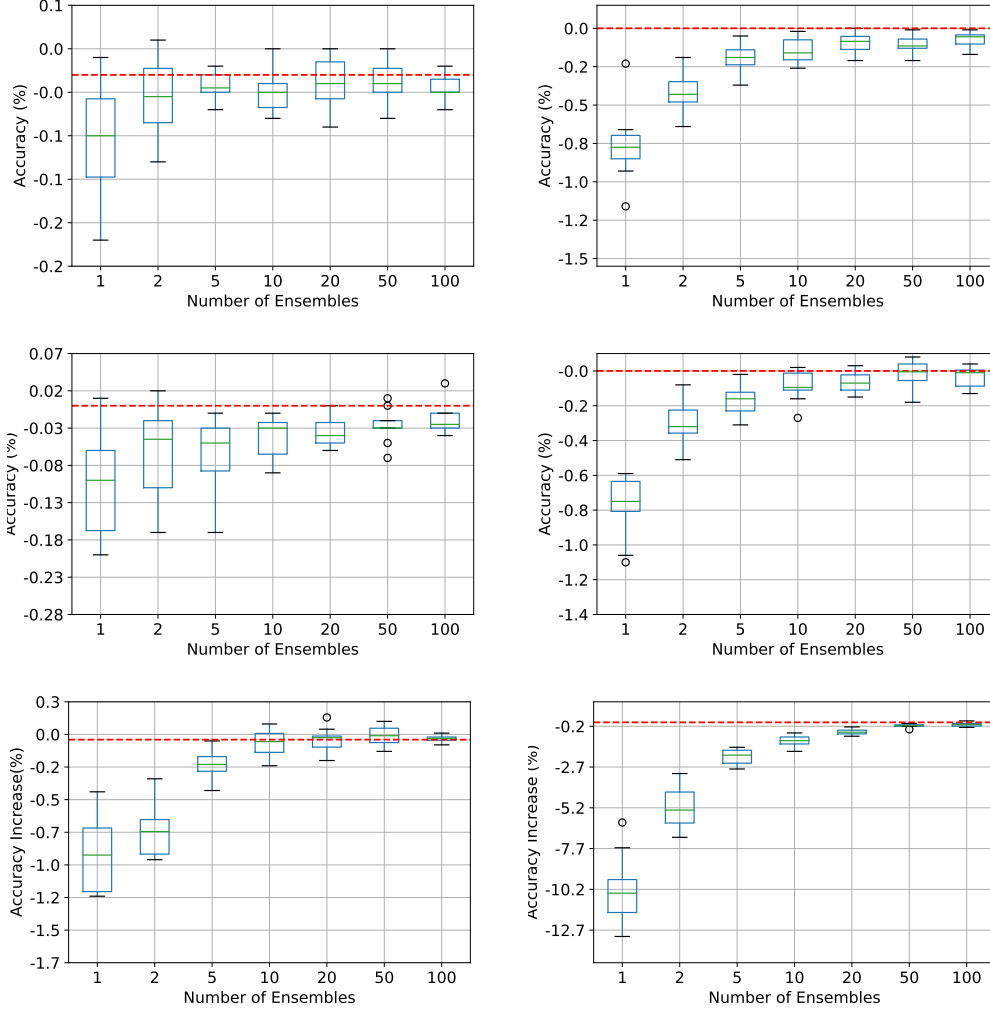 0.1
0.0
-0.0
-0.1
-0.1
-0.2
-0.2
Accuracy (%)
1 2 5 10 20 50 100
Number of Ensembles
0.0
-0.2
-0.5
-0.8
-1.0
-1.2
-1.5
Accuracy (%)
1 2 5 10 20 50 100
Number of Ensembles
0.07
0.02
-0.03
-0.08
-0.13
-0.18
-0.23
-0.28
Accuracy (%)
1 2 5 10 20 50 100
Number of Ensembles
-0.0
-0.2
-0.4
-0.6
-0.8
-1.0
-1.2
-1.4
Accuracy (%)
1 2 5 10 20 50 100
Number of Ensembles
0.3
0.0
-0.2
-0.5
-0.7
-1.0
-1.2
-1.5
-1.7
Accuracy Increase(%)
1 2 5 10 20 50 100
Number of Ensembles
-0.2
-2.7
-5.2
-7.7
-10.2
-12.7
Accuracy Increase (%)
1 2 5 10 20 50 100
Number of Ensembles